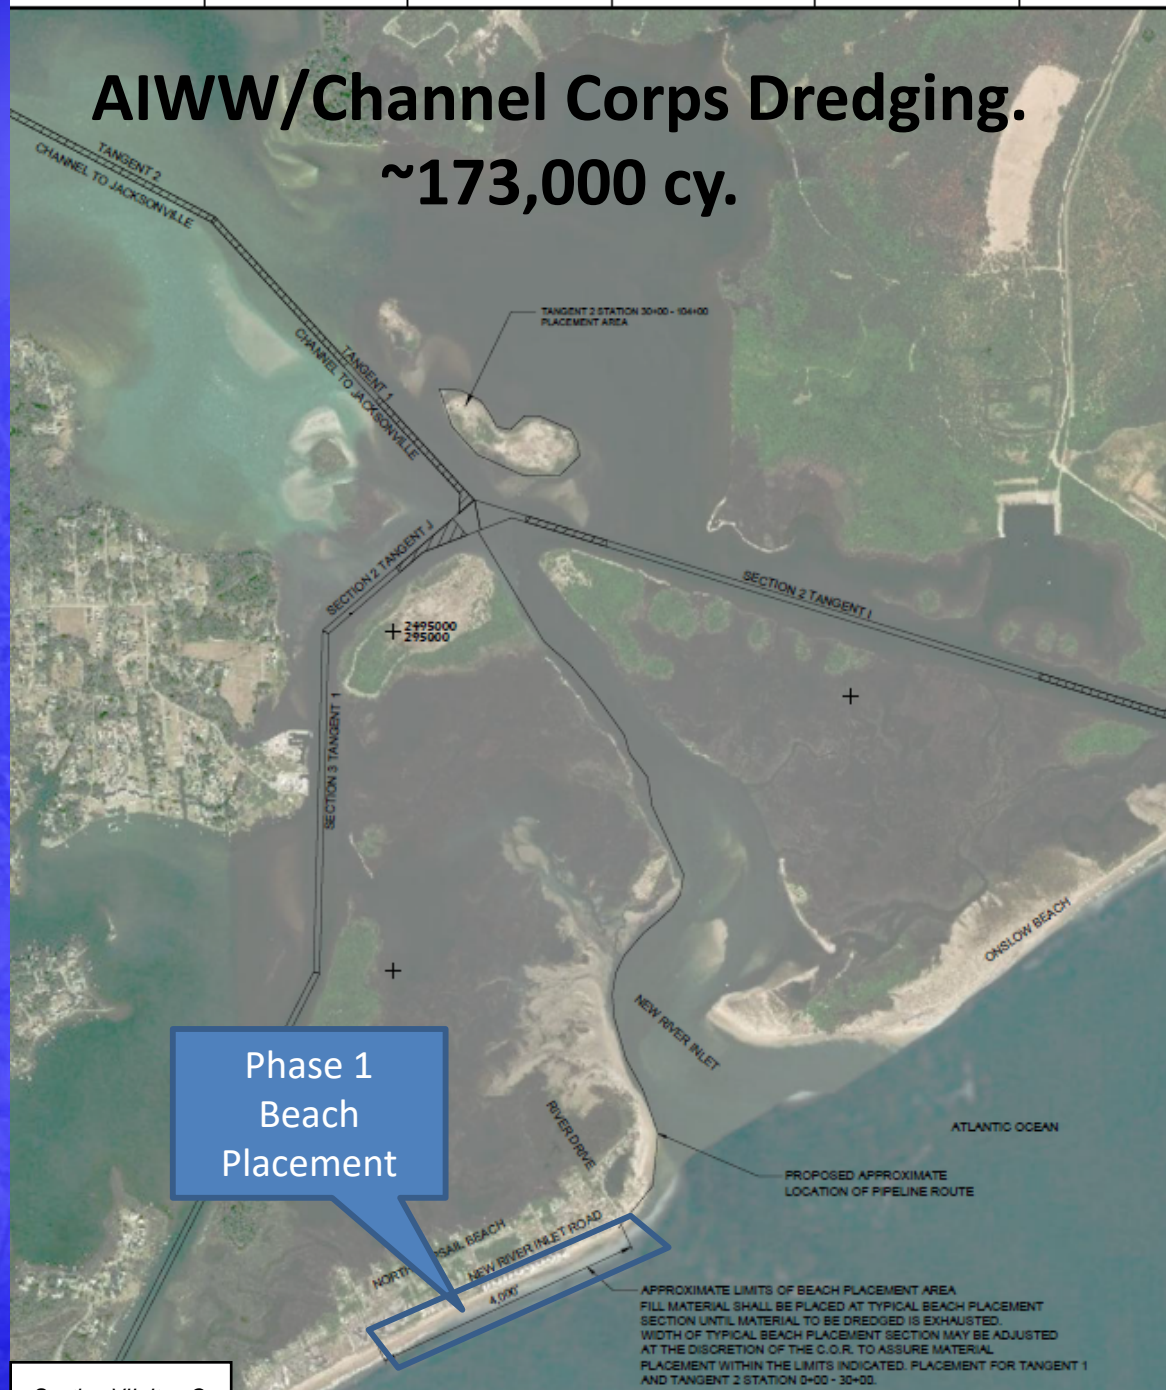 AIWW/Channel Corps Dredging.
~173,000 cy.
TANGENT 2
CHANNEL TO JACKSONVILLE
TANGENT 2 STATION 30+00 - 104+00
PLACEMENT AREA
TANGENT 1
CHANNEL TO JACKSONVILLE
SECTION 2 TANGENT J
SECTION 2 TANGENT I
2495000
295000
SECTION 3 TANGENT 1
ONSLOW BEACH
NEW RIVER INLET
Phase 1
Beach
Placement
RIVER DRIVE
ATLANTIC OCEAN
PROPOSED APPROXIMATE
LOCATION OF PIPELINE ROUTE
NORTH SAIL BEACH
NEW RIVER INLET ROAD
4,000'
APPROXIMATE LIMITS OF BEACH PLACEMENT AREA
FILL MATERIAL SHALL BE PLACED AT TYPICAL BEACH PLACEMENT
SECTION UNTIL MATERIAL TO BE DREDGED IS EXHAUSTED.
WIDTH OF TYPICAL BEACH PLACEMENT SECTION MAY BE ADJUSTED
AT THE DISCRETION OF THE C.O.R. TO ASSURE MATERIAL
PLACEMENT WITHIN THE LIMITS INDICATED. PLACEMENT FOR TANGENT 1
AND TANGENT 2 STATION 0+00 - 30+00.